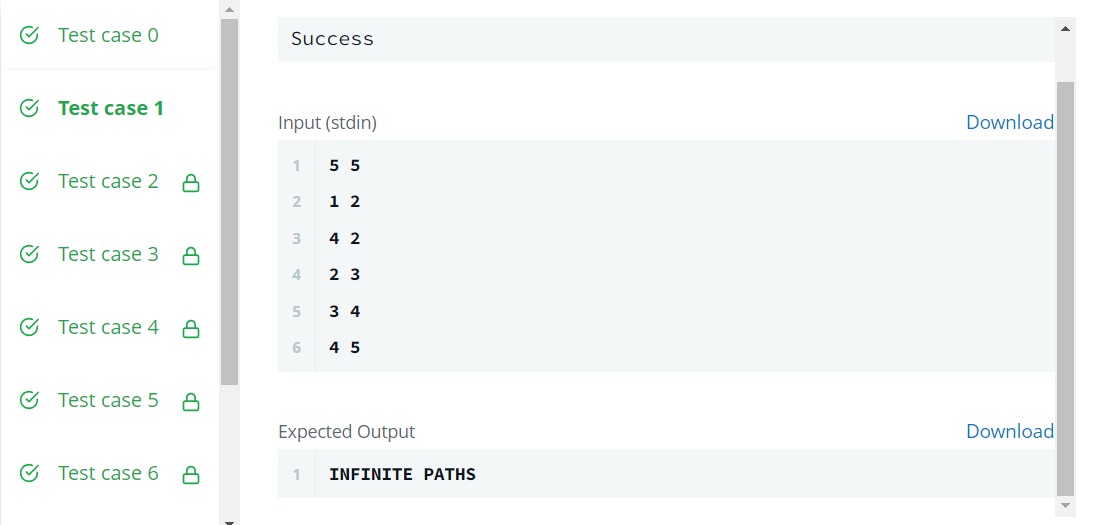 Test case 0
Test case 1
Test case 2
Test case 3
Test case 4
Test case 5
Test case 6
Success
Input (stdin)
Download
1 5 5
2 1 2
3 4 2
4 2 3
5 3 4
6 4 5
Expected Output
Download
1 INFINITE PATHS